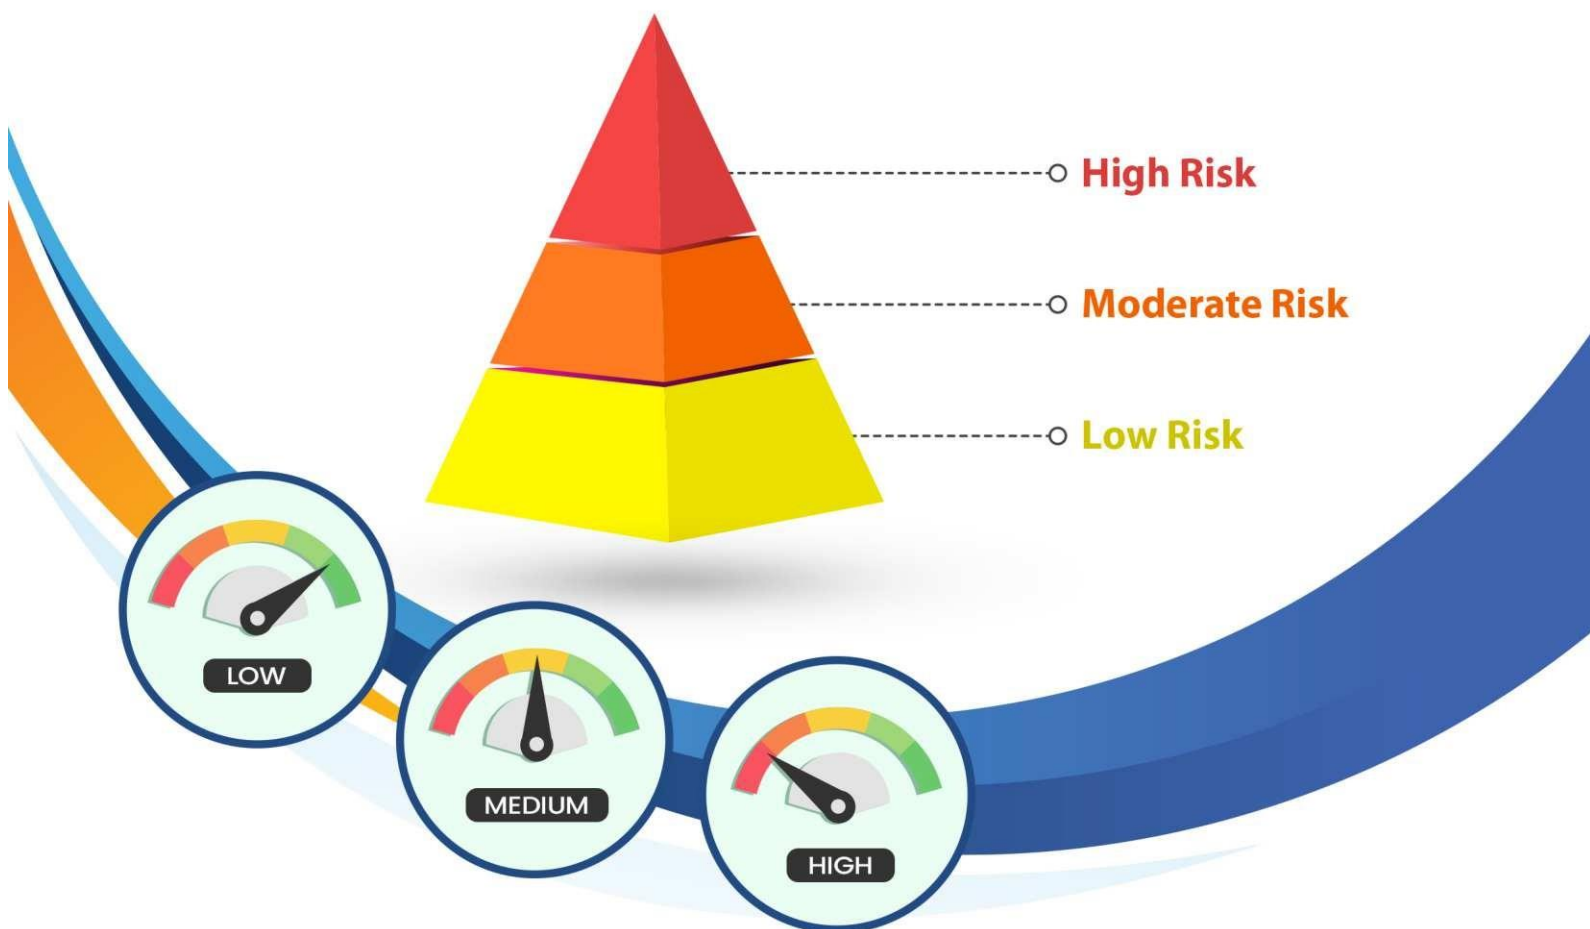 High Risk
Moderate Risk
Low Risk
LOW
MEDIUM
HIGH